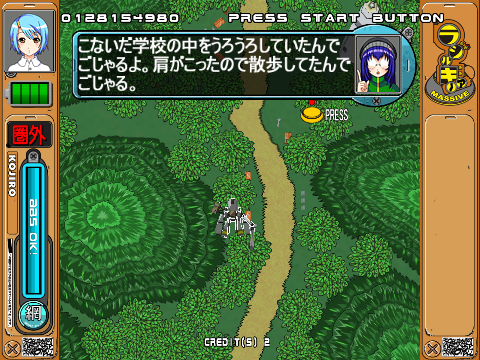 0128154980 PRESS START BUTTON
こないだ学校の中をうろうろしていたんで
ごじゃるよ。肩がこったので散歩してたんで
ごじゃる。
ラジルギ
MASSIVE
PRESS
圏外
KOJIRO
aas OK!
網
CREDIT(S) 2